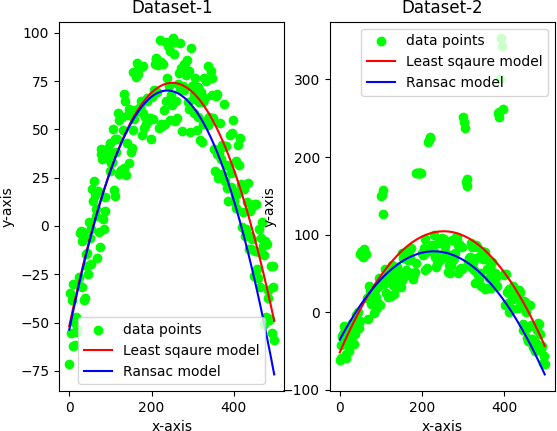 Dataset-1
Dataset-2
100
75
50
25
0
−25
−50
−75
y-axis
data points
Least sqaure model
Ransac model
0
200
400
x-axis
300
200
100
0
−100
y-axis
data points
Least sqaure model
Ransac model
0
200
400
x-axis